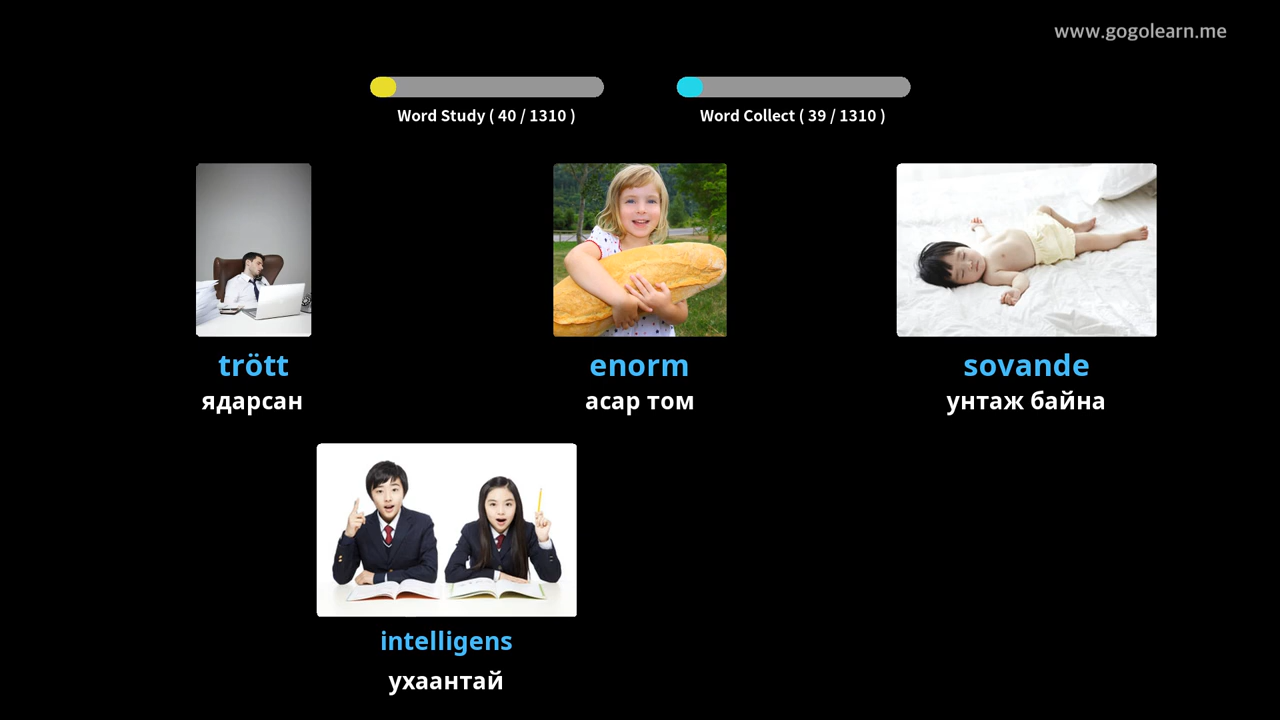 www.gogolearn.me
Word Study ( 40 / 1310 )
Word Collect ( 39 / 1310 )
trött
ядарсан
enorm
асар том
sovande
унтаж байна
intelligens
ухаантай